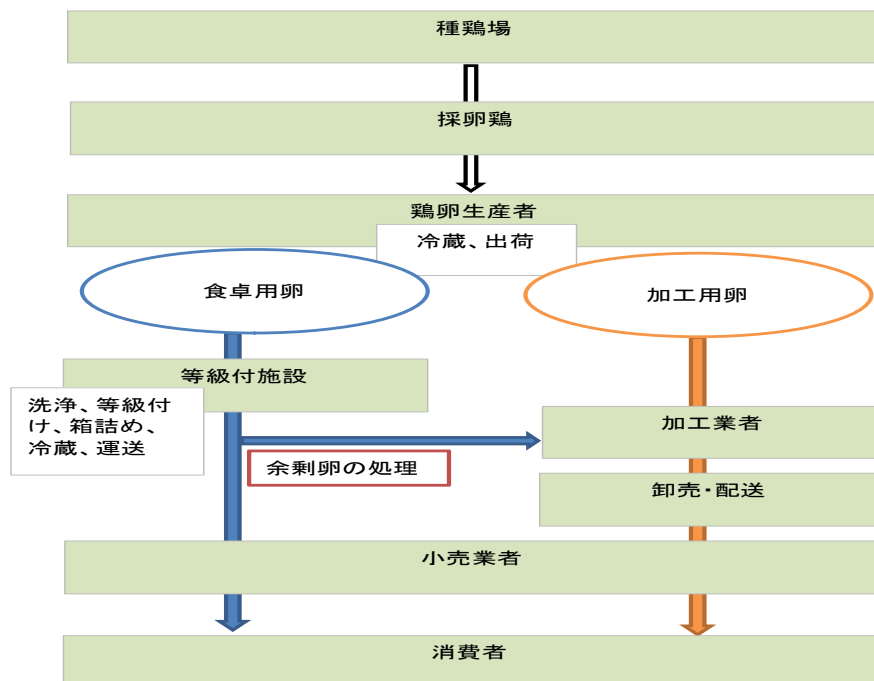 種鶏場
採卵鶏
鶏卵生産者
冷蔵、出荷
食卓用卵
加工用卵
等級付施設
洗浄、等級付
け、箱詰め、
冷蔵、運送
加工業者
余剰卵の処理
卸売・配送
小売業者
消費者